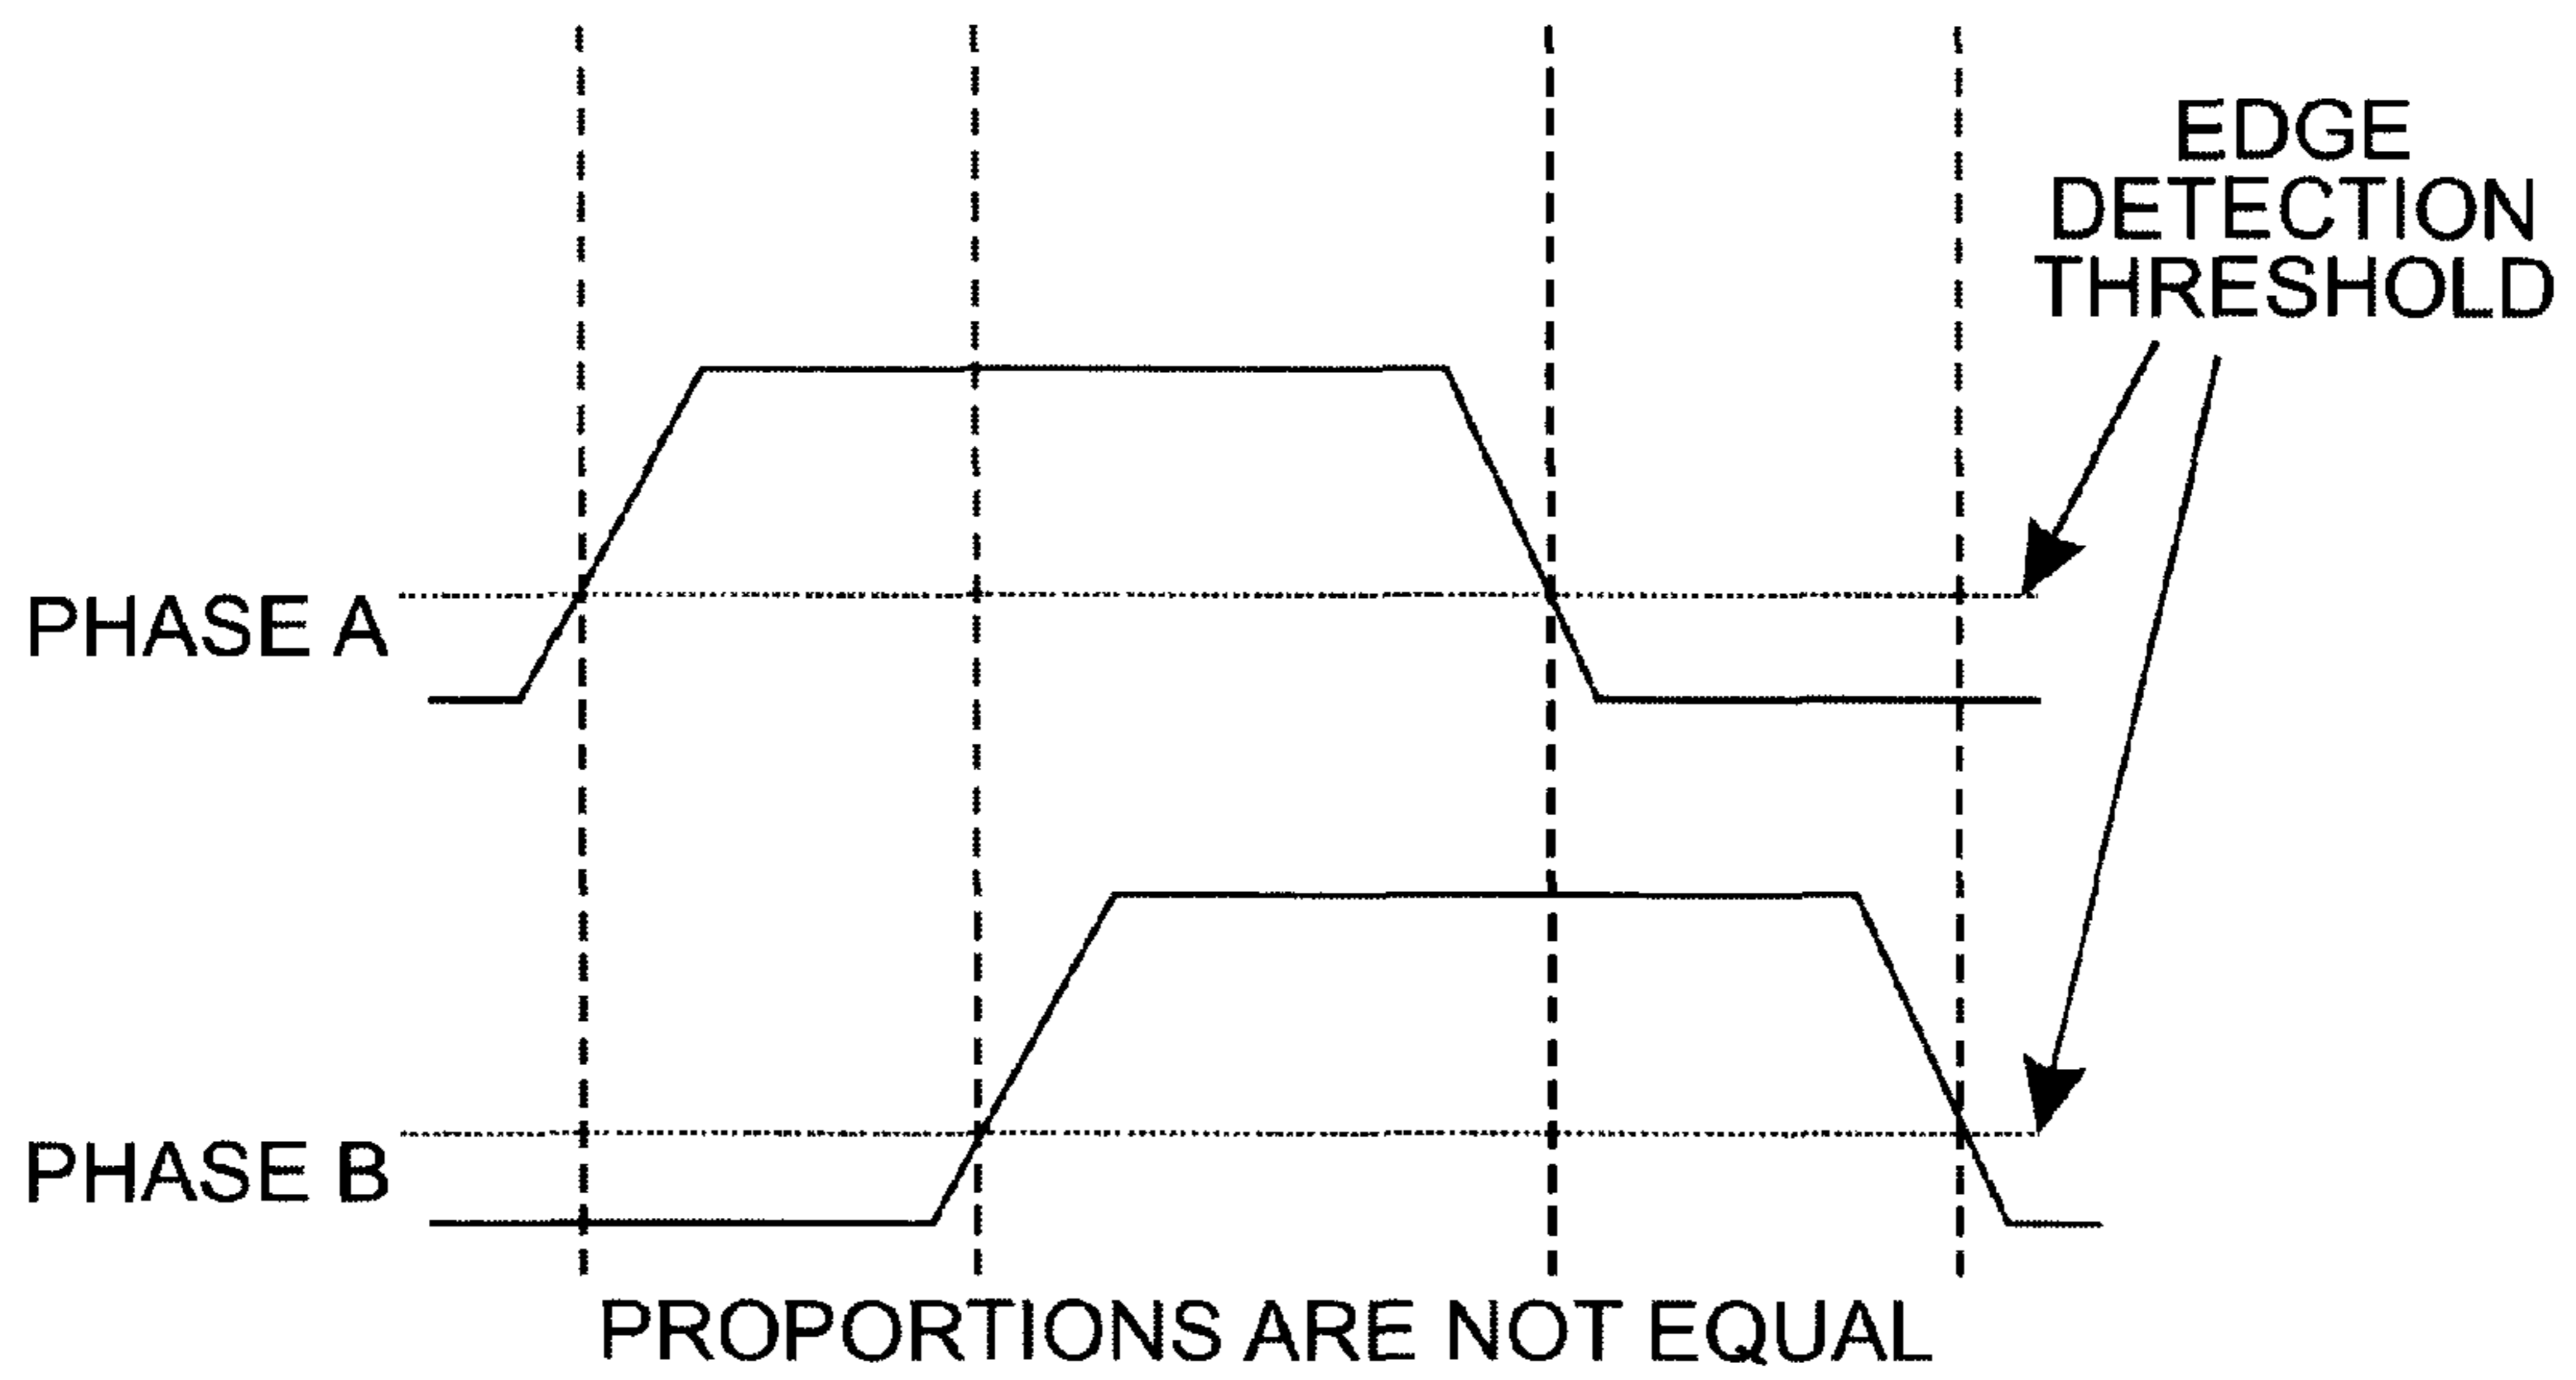 EDGE
DETECTION
THRESHOLD
PHASE A
PHASE B
PROPORTIONS ARE NOT EQUAL